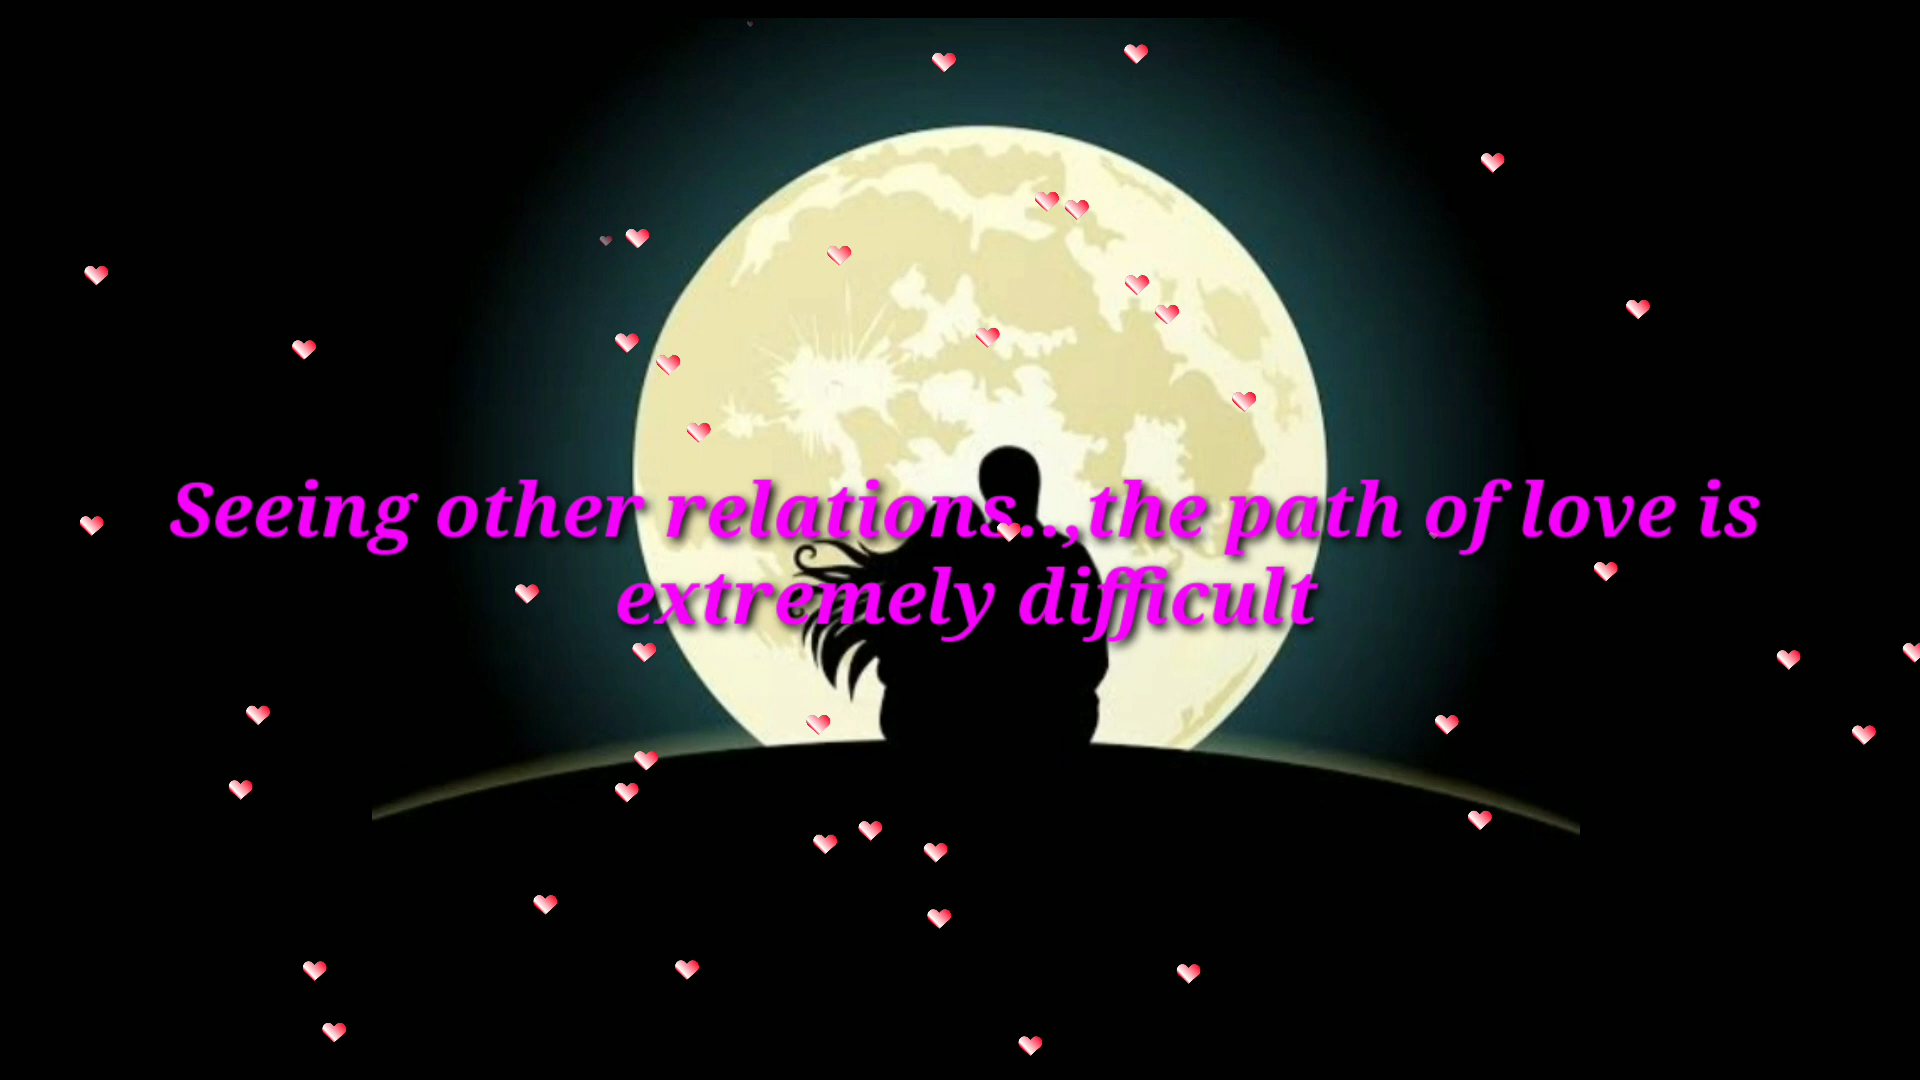 Seeing other relations..,the path of love is
extremely difficult